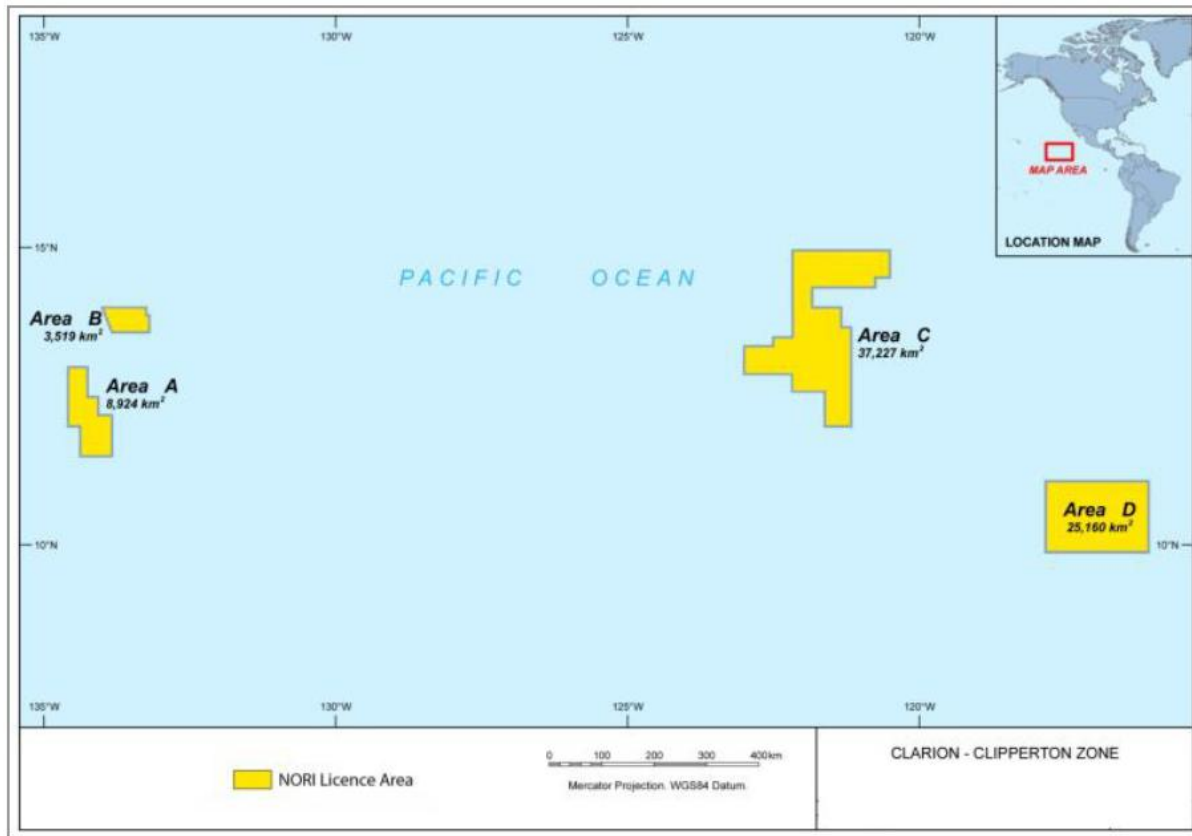 135°W 130°W 125°W 120°W
MAP AREA
LOCATION MAP
15°N
PACIFIC OCEAN
Area B
3,519 km²
Area C
37,227 km²
Area A
8,924 km²
Area D
25,160 km²
10°N 10°N
135°W 130°W 125°W 120°W
NORI Licence Area
0 100 200 300 400km
Mercator Projection. WGS84 Datum.
CLARION - CLIPPERTON ZONE